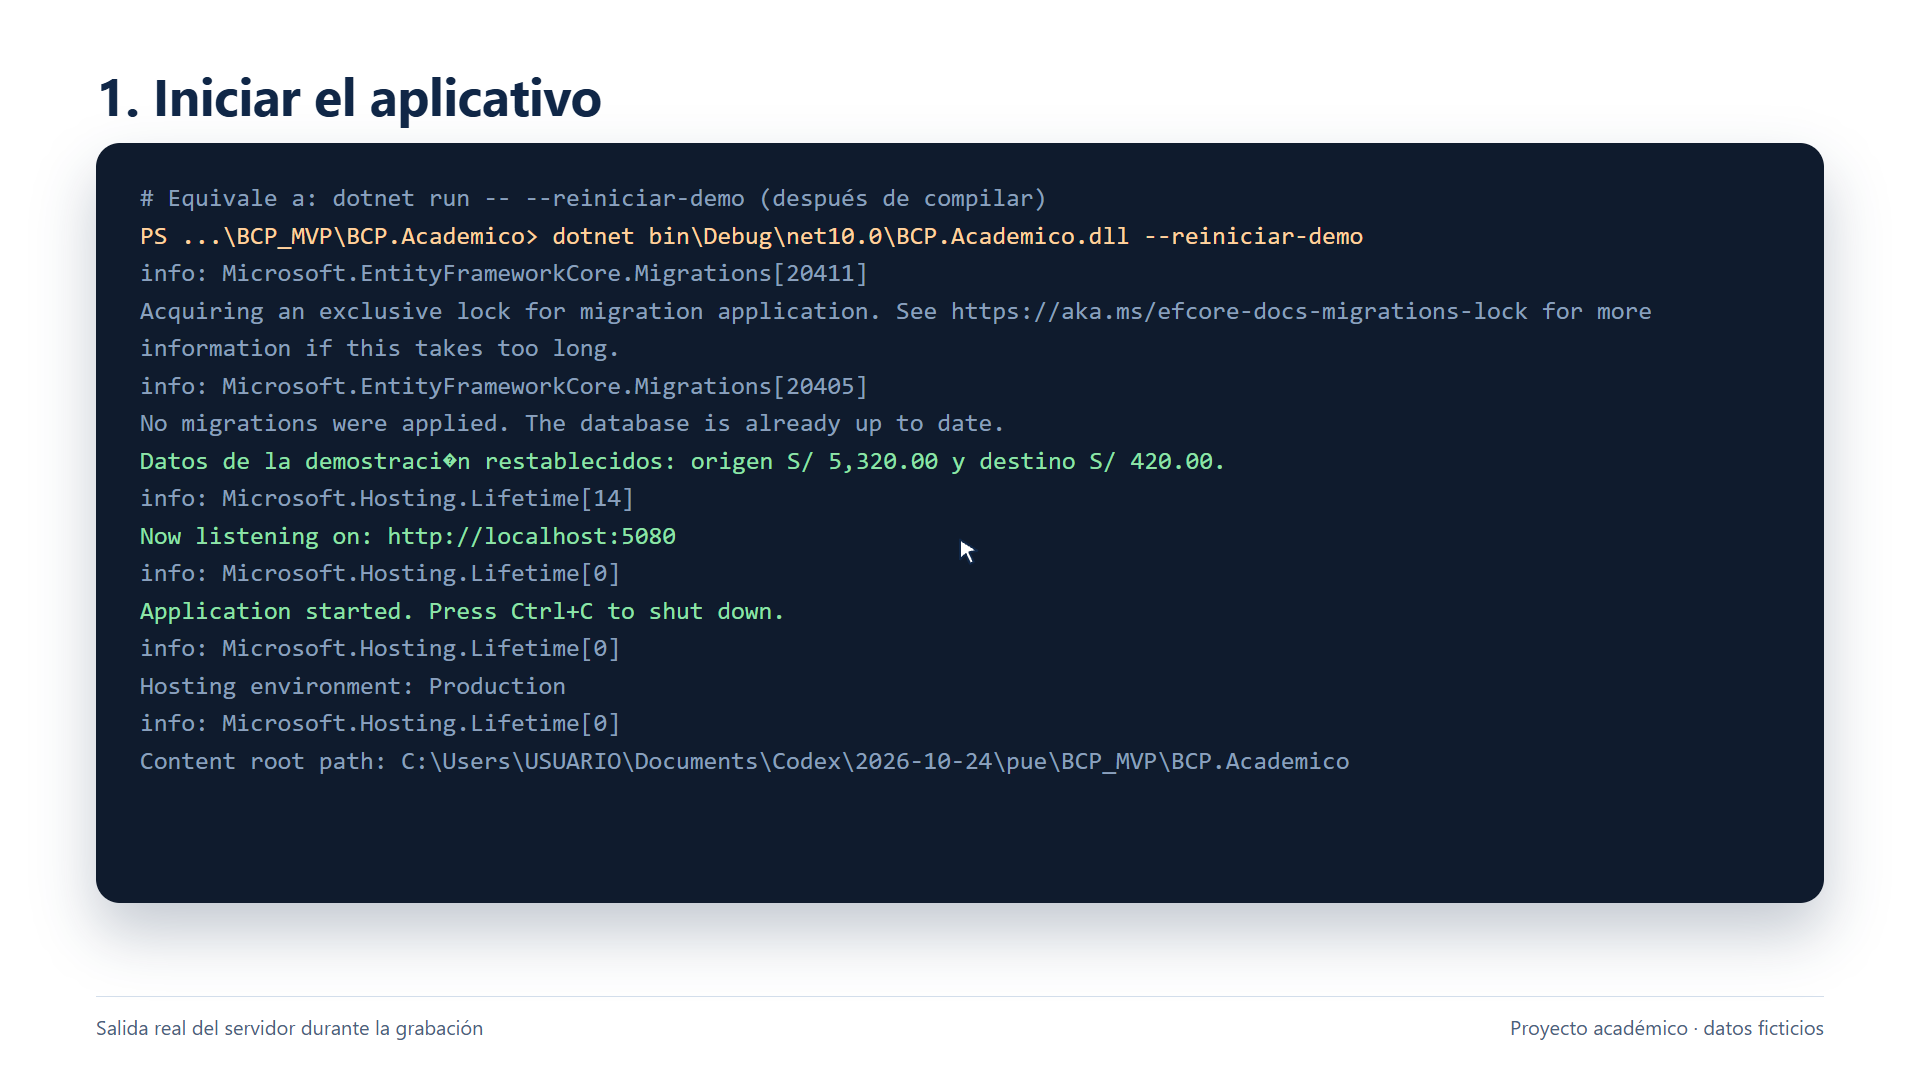 1. Iniciar el aplicativo
# Equivale a: dotnet run -- --reiniciar-demo (después de compilar)
PS ...\BCP_MVP\BCP.Academico> dotnet bin\Debug\net10.0\BCP.Academico.dll --reiniciar-demo
info: Microsoft.EntityFrameworkCore.Migrations[20411]
Acquiring an exclusive lock for migration application. See https://aka.ms/efcore-docs-migrations-lock for more
information if this takes too long.
info: Microsoft.EntityFrameworkCore.Migrations[20405]
No migrations were applied. The database is already up to date.
Datos de la demostraci�n restablecidos: origen S/ 5,320.00 y destino S/ 420.00.
info: Microsoft.Hosting.Lifetime[14]
Now listening on: http://localhost:5080
info: Microsoft.Hosting.Lifetime[0]
Application started. Press Ctrl+C to shut down.
info: Microsoft.Hosting.Lifetime[0]
Hosting environment: Production
info: Microsoft.Hosting.Lifetime[0]
Content root path: C:\Users\USUARIO\Documents\Codex\2026-10-24\pue\BCP_MVP\BCP.Academico
Salida real del servidor durante la grabación
Proyecto académico · datos ficticios